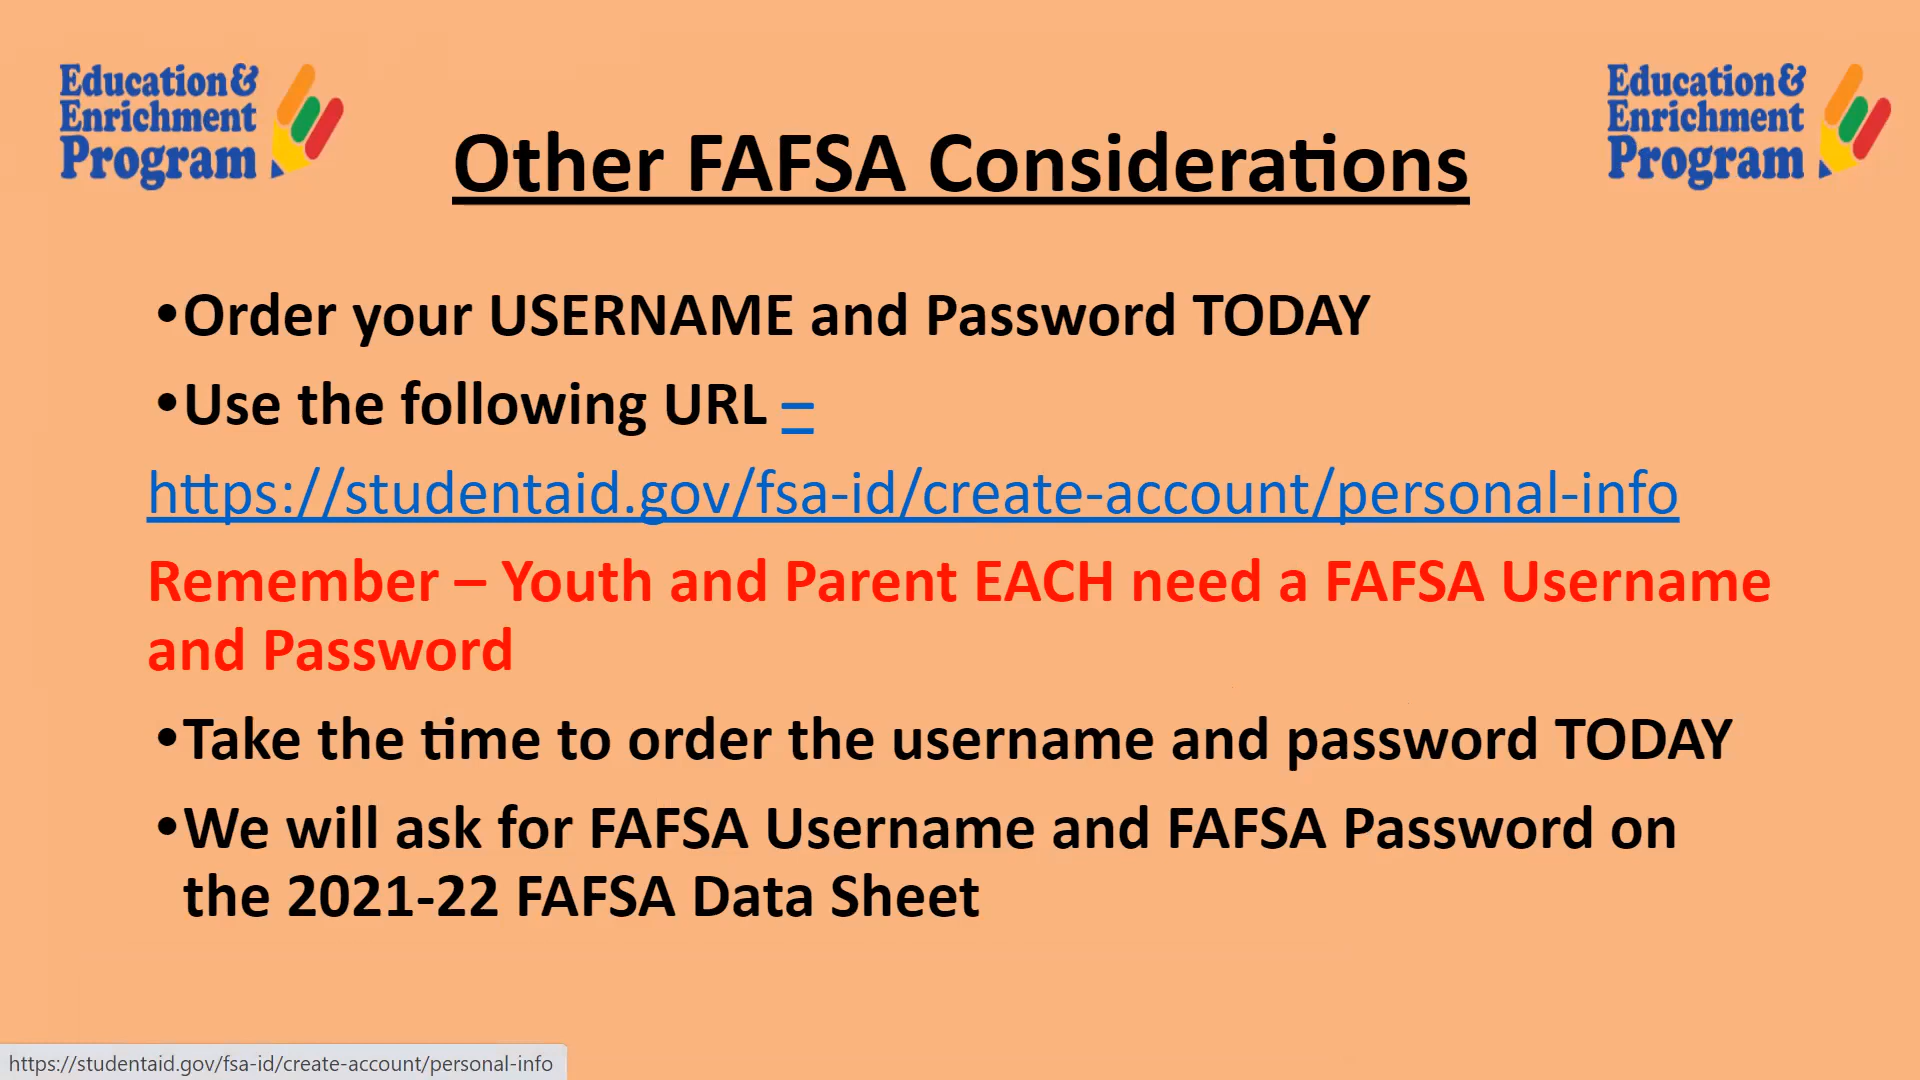 Education&
Enrichment
Program
Education&
Enrichment
Program
Other FAFSA Considerations
•Order your USERNAME and Password TODAY
•Use the following URL –
https://studentaid.gov/fsa-id/create-account/personal-info
Remember – Youth and Parent EACH need a FAFSA Username
and Password
•Take the time to order the username and password TODAY
•We will ask for FAFSA Username and FAFSA Password on
the 2021-22 FAFSA Data Sheet
https://studentaid.gov/fsa-id/create-account/personal-info